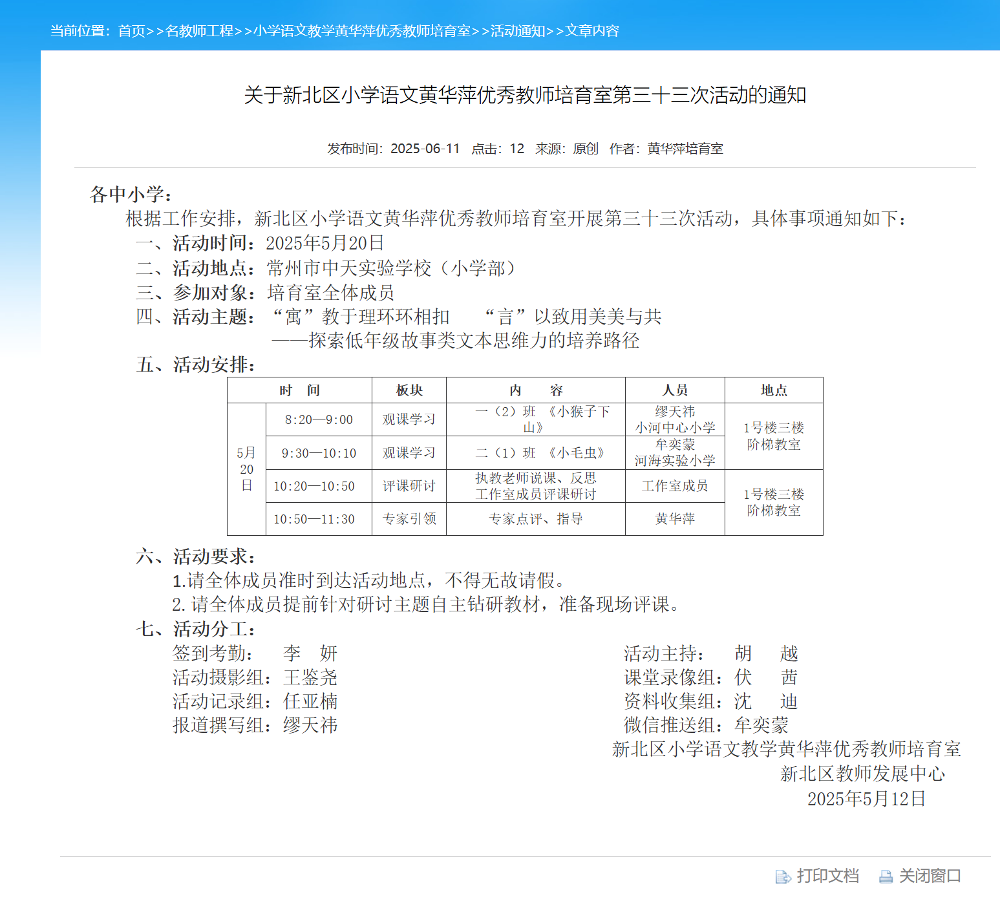 当前位置：首页>>名教师工程>>小学语文教学黄华萍优秀教师培育室>>活动通知>>文章内容
关于新北区小学语文黄华萍优秀教师培育室第三十三次活动的通知
发布时间：2025-06-11 点击：12 来源：原创 作者：黄华萍培育室
各中小学：
根据工作安排，新北区小学语文黄华萍优秀教师培育室开展第三十三次活动，具体事项通知如下：
一、活动时间：2025年5月20日
二、活动地点：常州市中天实验学校（小学部）
三、参加对象：培育室全体成员
四、活动主题：“寓”教于理环环相扣 “言”以致用美美与共
——探索低年级故事类文本思维力的培养路径
五、活动安排：
时 间 板块 内 容 人员 地点
5月
20
日
8:20—9:00 观课学习 一（2）班 《小猴子下
山》
缪天祎
小河中心小学
1号楼三楼
阶梯教室
9:30—10:10 观课学习 二（1）班 《小毛虫》
牟奕蒙
河海实验小学
10:20—10:50 评课研讨
执教老师说课、反思
工作室成员评课研讨
工作室成员
1号楼三楼
阶梯教室
10:50—11:30 专家引领 专家点评、指导 黄华萍
六、活动要求：
1.请全体成员准时到达活动地点，不得无故请假。
2.请全体成员提前针对研讨主题自主钻研教材，准备现场评课。
七、活动分工：
签到考勤： 李 妍 活动主持： 胡 越
活动摄影组：王鉴尧 课堂录像组：伏 茜
活动记录组：任亚楠 资料收集组：沈 迪
报道撰写组：缪天祎 微信推送组：牟奕蒙
新北区小学语文教学黄华萍优秀教师培育室
新北区教师发展中心
2025年5月12日
打印文档 关闭窗口